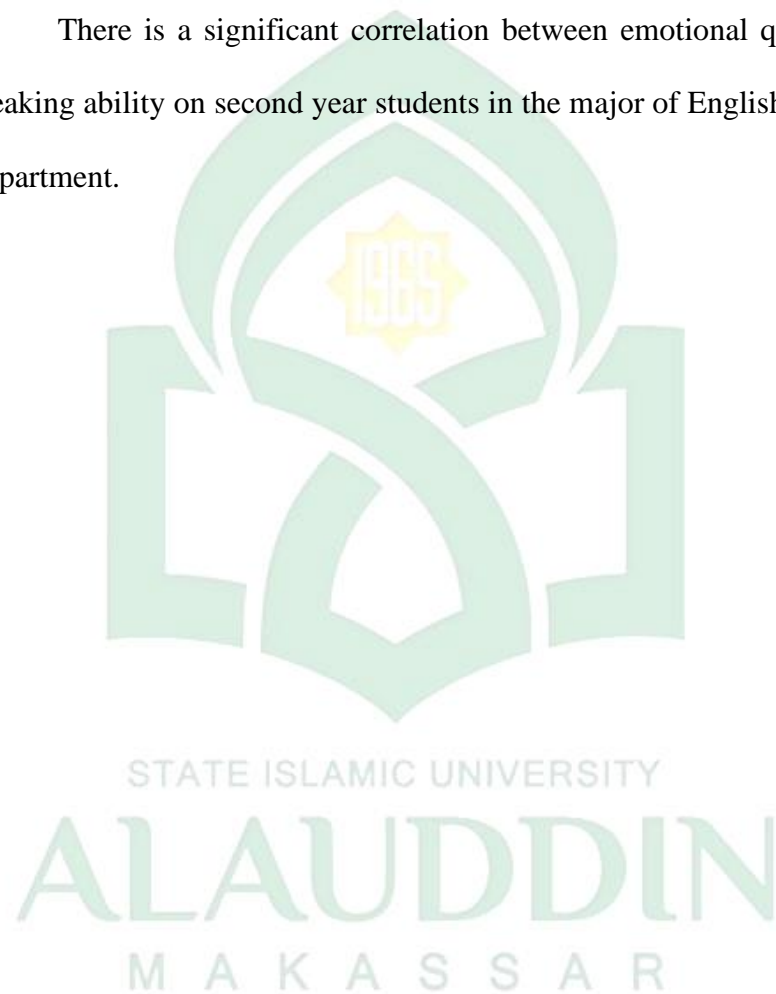 There is a significant correlation between emotional q
eaking ability on second year students in the major of English
partment.
1965
STATE ISLAMIC UNIVERSITY
ALAUDDIN
MAKASSAR